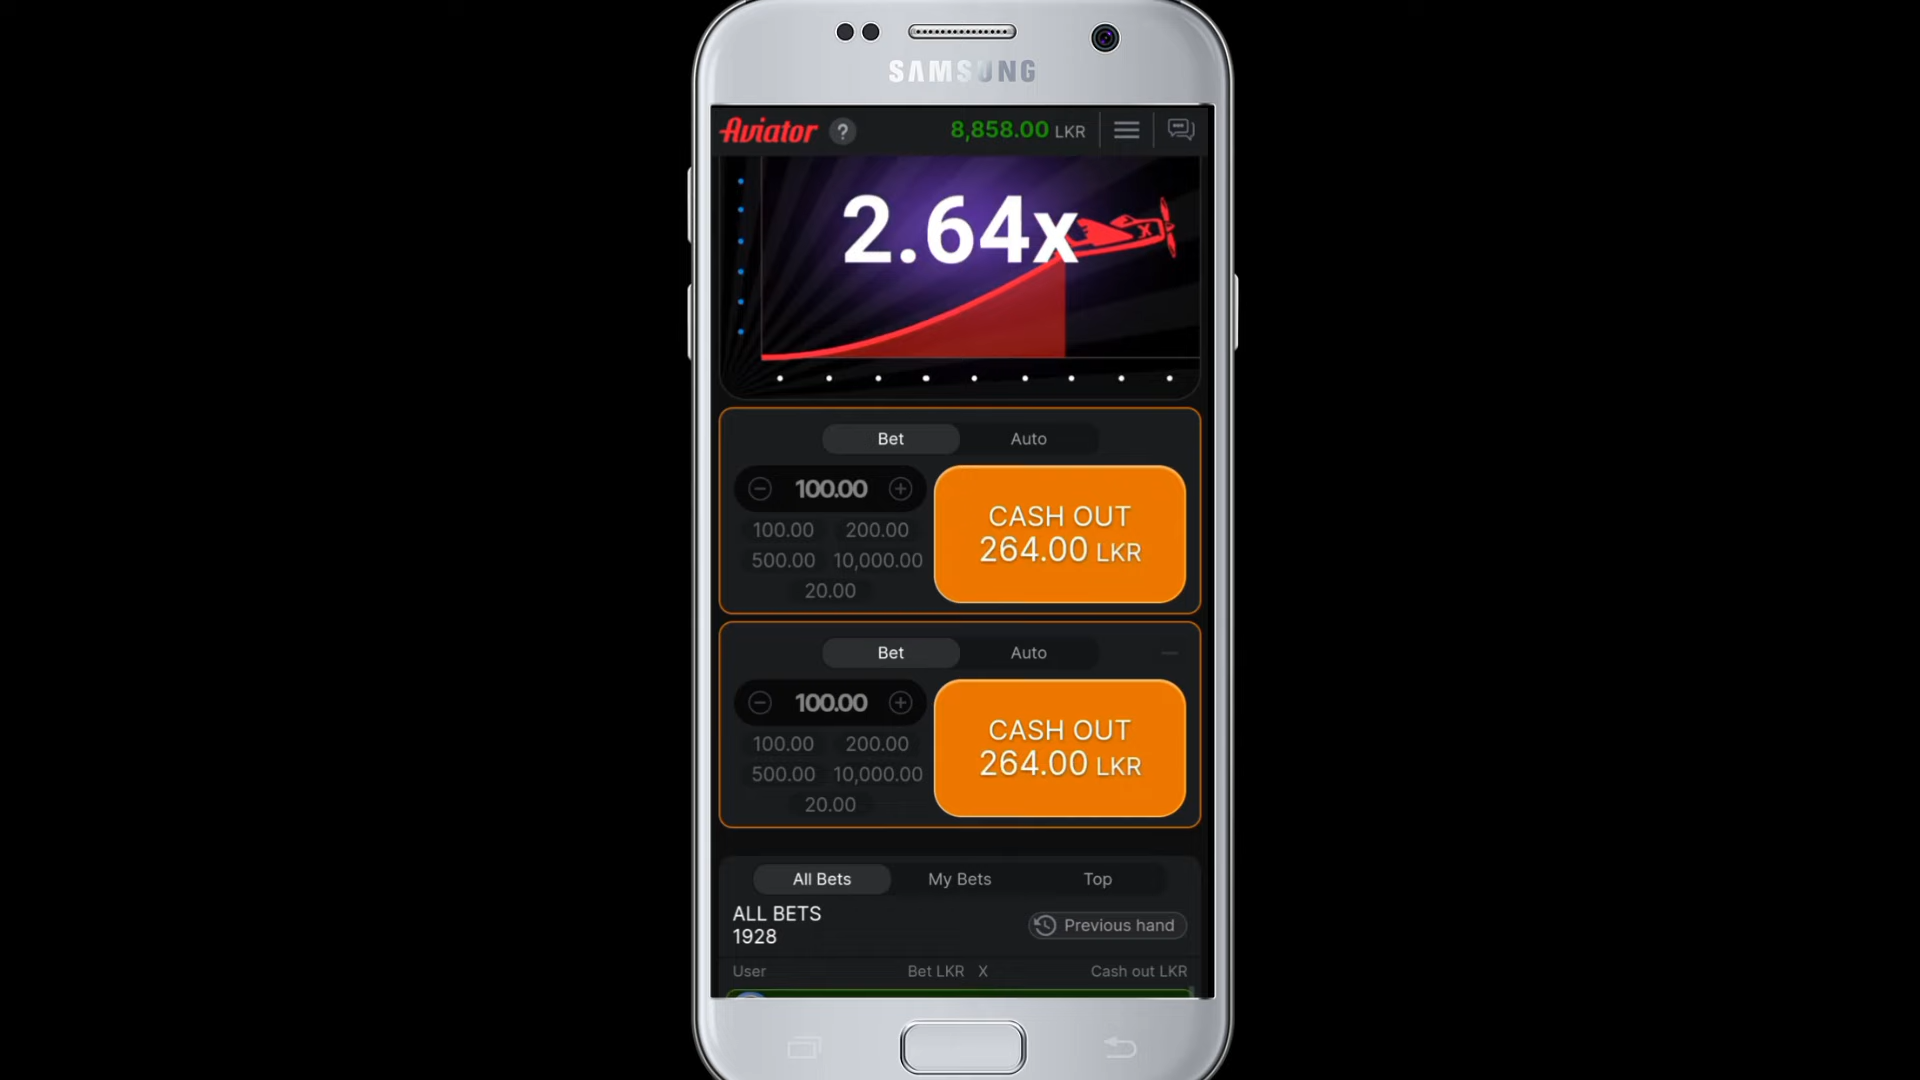 SAMSUNG
Aviator ? 8,858.00 LKR
2.64x
X
Bet Auto
100.00
100.00 200.00
500.00 10,000.00
20.00
CASH OUT
264.00 LKR
Bet Auto
100.00
100.00 200.00
500.00 10,000.00
20.00
CASH OUT
264.00 LKR
All Bets My Bets Top
ALL BETS
1928
Previous hand
User Bet LKR X Cash out LKR